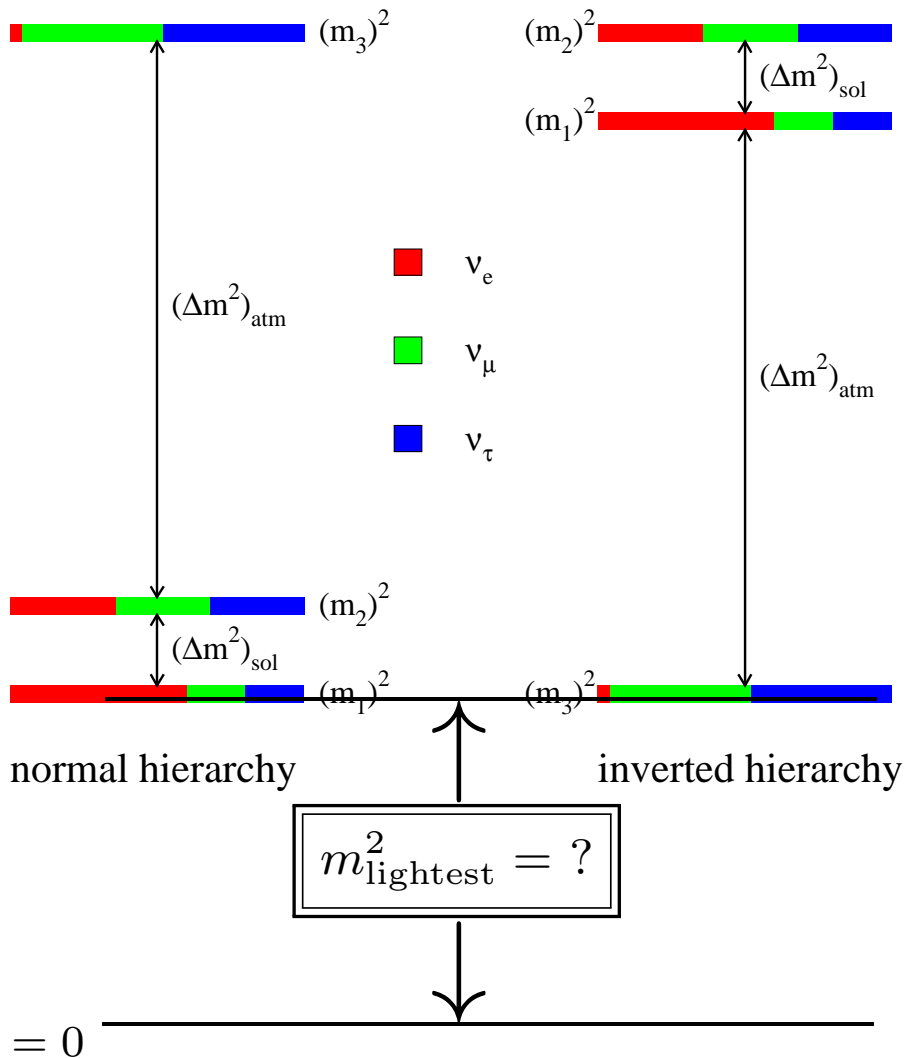 (m₃)² (m₂)²
(Δm²)sol
(m₁)²
νe
(Δm²)atm
νμ
(Δm²)atm
ντ
(m₂)²
(Δm²)sol
(m₁)² (m₃)²
normal hierarchy inverted hierarchy
m²lightest = ?
= 0